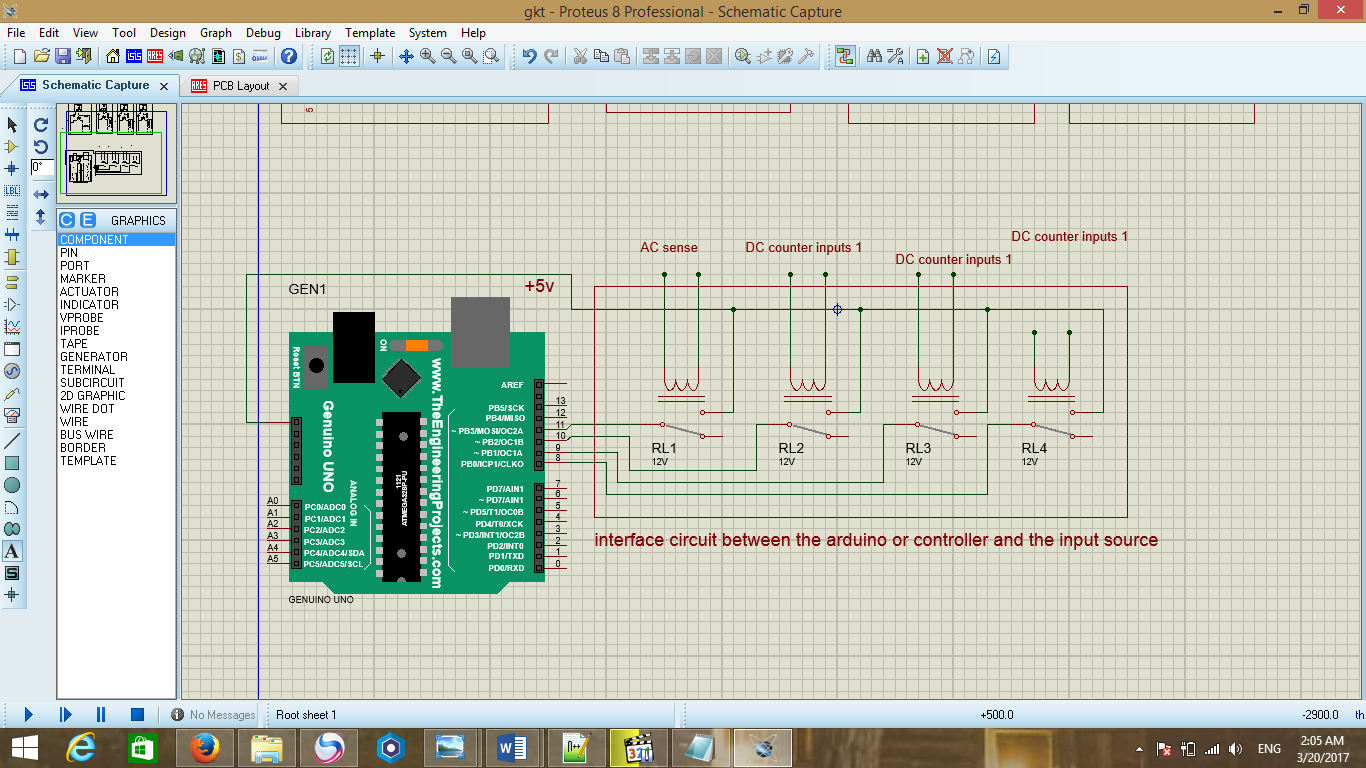 gkt - Proteus 8 Professional - Schematic Capture
File Edit View Tool Design Graph Debug Library Template System Help
Schematic Capture
PCB Layout
0°
LBL
C E GRAPHICS
COMPONENT
PIN
PORT
MARKER
ACTUATOR
INDICATOR
VPROBE
IPROBE
TAPE
GENERATOR
TERMINAL
SUBCIRCUIT
2D GRAPHIC
WIRE DOT
WIRE
BUS WIRE
BORDER
TEMPLATE
5
AC sense
DC counter inputs 1
DC counter inputs 1
DC counter inputs 1
GEN1
+5v
ON
Reset BTN
Genuino UNO
ANALOG IN
www.TheEngineeringProjects.com
1121
ATMEGA328P-PU
AREF
PB5/SCK 13
PB4/MISO 12
~ PB3/MOSI/OC2A 11
~ PB2/OC1B 10
~ PB1/OC1A 9
PB0/ICP1/CLKO 8
PD7/AIN1 7
~ PD7/AIN1 6
~ PD5/T1/OC0B 5
PD4/T0/XCK 4
~ PD3/INT1/OC2B 3
PD2/INT0 2
PD1/TXD 1
PD0/RXD 0
A0 PC0/ADC0
A1 PC1/ADC1
A2 PC2/ADC2
A3 PC3/ADC3
A4 PC4/ADC4/SDA
A5 PC5/ADC5/SCL
GENUINO UNO
RL1
12V
RL2
12V
RL3
12V
RL4
12V
interface circuit between the arduino or controller and the input source
No Messages
Root sheet 1
+500.0
-2900.0
th
ENG
2:05 AM
3/20/2017